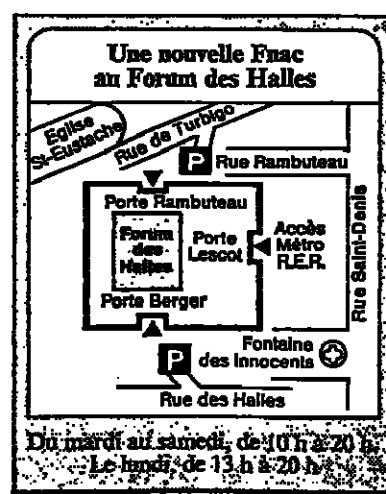 Une nouvelle Fnac
au Forum des Halles
Eglise
St-Eustache
Rue de Turbigo
P
Rue Rambuteau
Porte Rambuteau
Forum
des
Halles
Porte
Lescot
Accès
Métro
R.E.R.
Rue Saint-Denis
Porte Berger
P
Fontaine
des Innocents
Rue des Halles
Du mardi au samedi, de 10 h à 20 h.
Le lundi, de 13 h à 20 h.